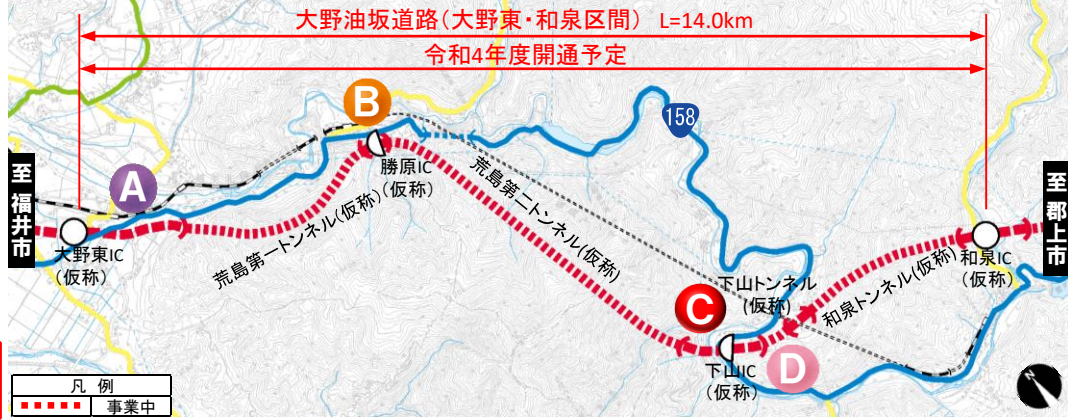 大野油坂道路(大野東・和泉区間) L=14.0km
令和4年度開通予定
B
158
至 福井市
A
勝原IC
(仮称)
荒島第二トンネル(仮称)
至 郡上市
大野東IC
(仮称)
荒島第一トンネル(仮称)
下山トンネル
(仮称)
和泉トンネル(仮称)
和泉IC
(仮称)
C
D
下山IC
(仮称)
凡 例
事業中
N